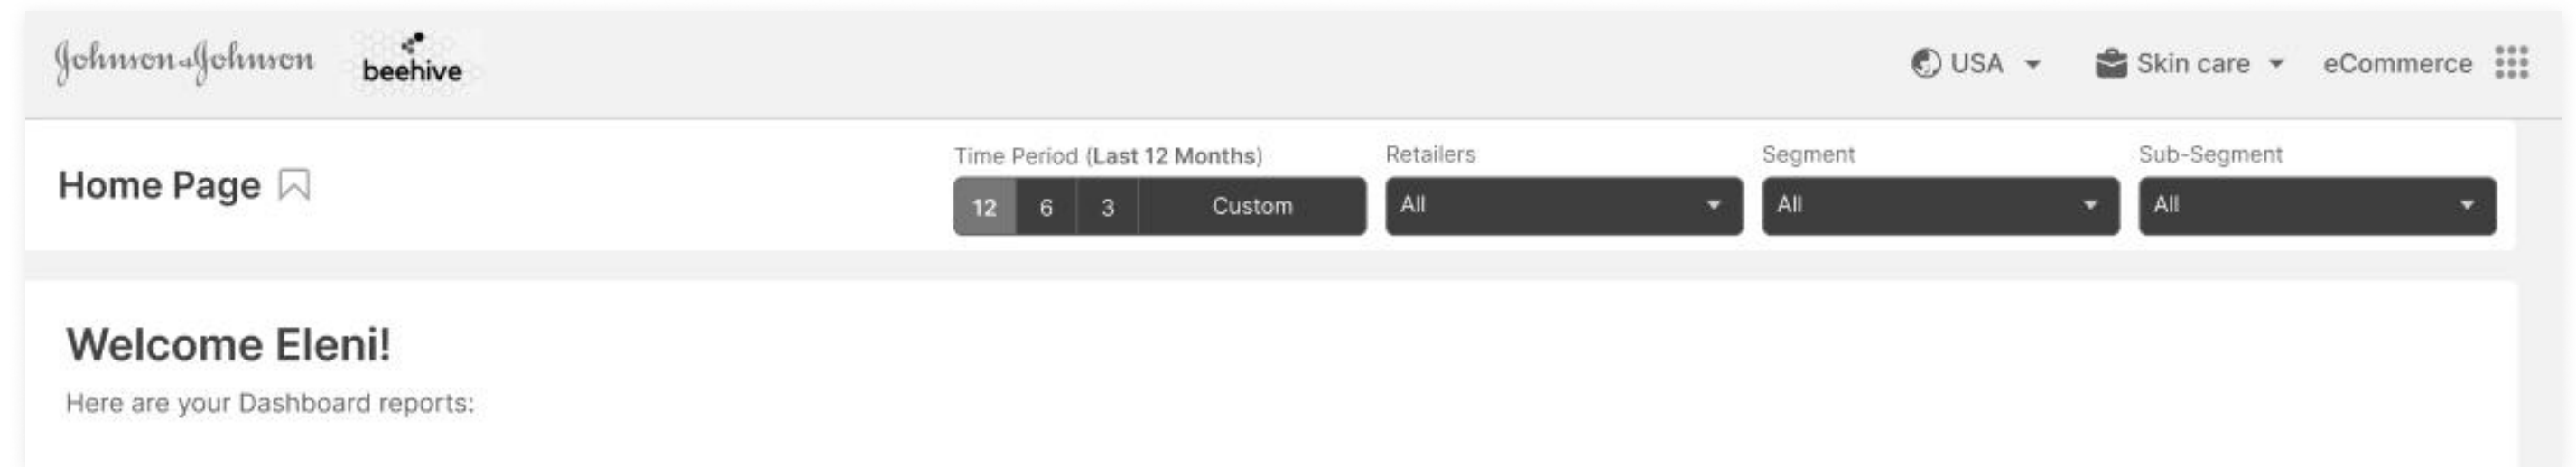 Johnson&Johnson
beehive
USA
Skin care
eCommerce
Home Page
Time Period (Last 12 Months)
12 6 3 Custom
Retailers
All
Segment
All
Sub-Segment
All
Welcome Eleni!
Here are your Dashboard reports: